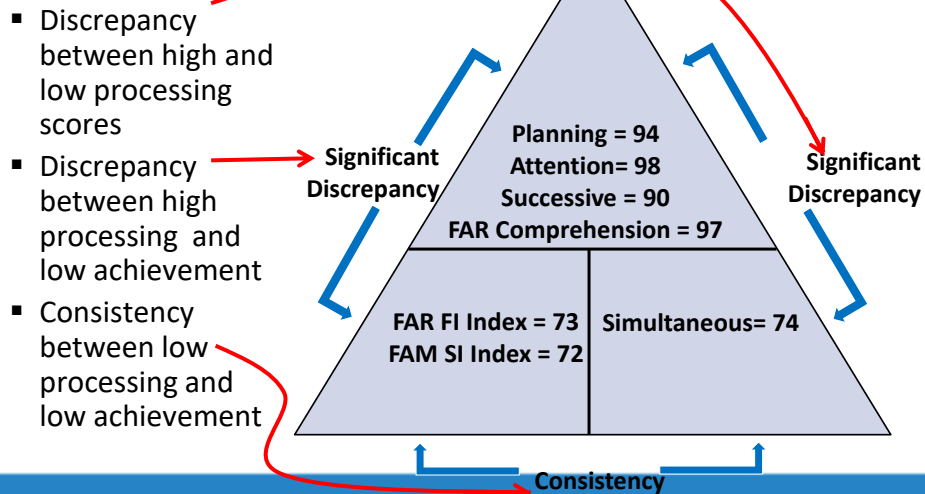 ▪ Discrepancy
between high and
low processing
scores
▪ Discrepancy
between high
processing and
low achievement
▪ Consistency
between low
processing and
low achievement
Significant
Discrepancy
Planning = 94
Attention= 98
Successive = 90
FAR Comprehension = 97
Significant
Discrepancy
FAR FI Index = 73
FAM SI Index = 72
Simultaneous= 74
Consistency